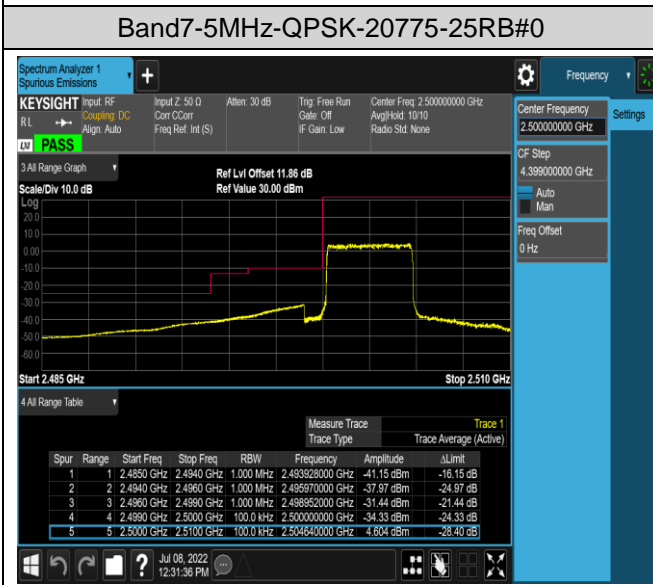 Band7-5MHz-QPSK-20775-25RB#0
Spectrum Analyzer 1
Spurious Emissions
+
Frequency
KEYSIGHT Input: RF Input Z: 50 Ω Atten: 30 dB Trig: Free Run Center Freq: 2.500000000 GHz
RL Coupling: DC Corr CCorr Gate: Off Avg|Hold: 10/10
Align: Auto Freq Ref: Int (S) IF Gain: Low Radio Std: None
LXI PASS
Center Frequency
2.500000000 GHz
Settings
CF Step
4.399000000 GHz
Auto
Man
Freq Offset
0 Hz
3 All Range Graph
Ref Lvl Offset 11.86 dB
Scale/Div 10.0 dB Ref Value 30.00 dBm
Log
20.0
10.0
0.00
-10.0
-20.0
-30.0
-40.0
-50.0
-60.0
Start 2.485 GHz Stop 2.510 GHz
4 All Range Table
Measure Trace Trace 1
Trace Type Trace Average (Active)
Spur Range Start Freq Stop Freq RBW Frequency Amplitude ΔLimit
1 1 2.4850 GHz 2.4940 GHz 1.000 MHz 2.493928000 GHz -41.15 dBm -16.15 dB
2 2 2.4940 GHz 2.4960 GHz 1.000 MHz 2.495970000 GHz -37.97 dBm -24.97 dB
3 3 2.4960 GHz 2.4990 GHz 1.000 MHz 2.498952000 GHz -31.44 dBm -21.44 dB
4 4 2.4990 GHz 2.5000 GHz 100.0 kHz 2.500000000 GHz -34.33 dBm -24.33 dB
5 5 2.5000 GHz 2.5100 GHz 100.0 kHz 2.504640000 GHz 4.604 dBm -28.40 dB
?
Jul 08, 2022
12:31:36 PM